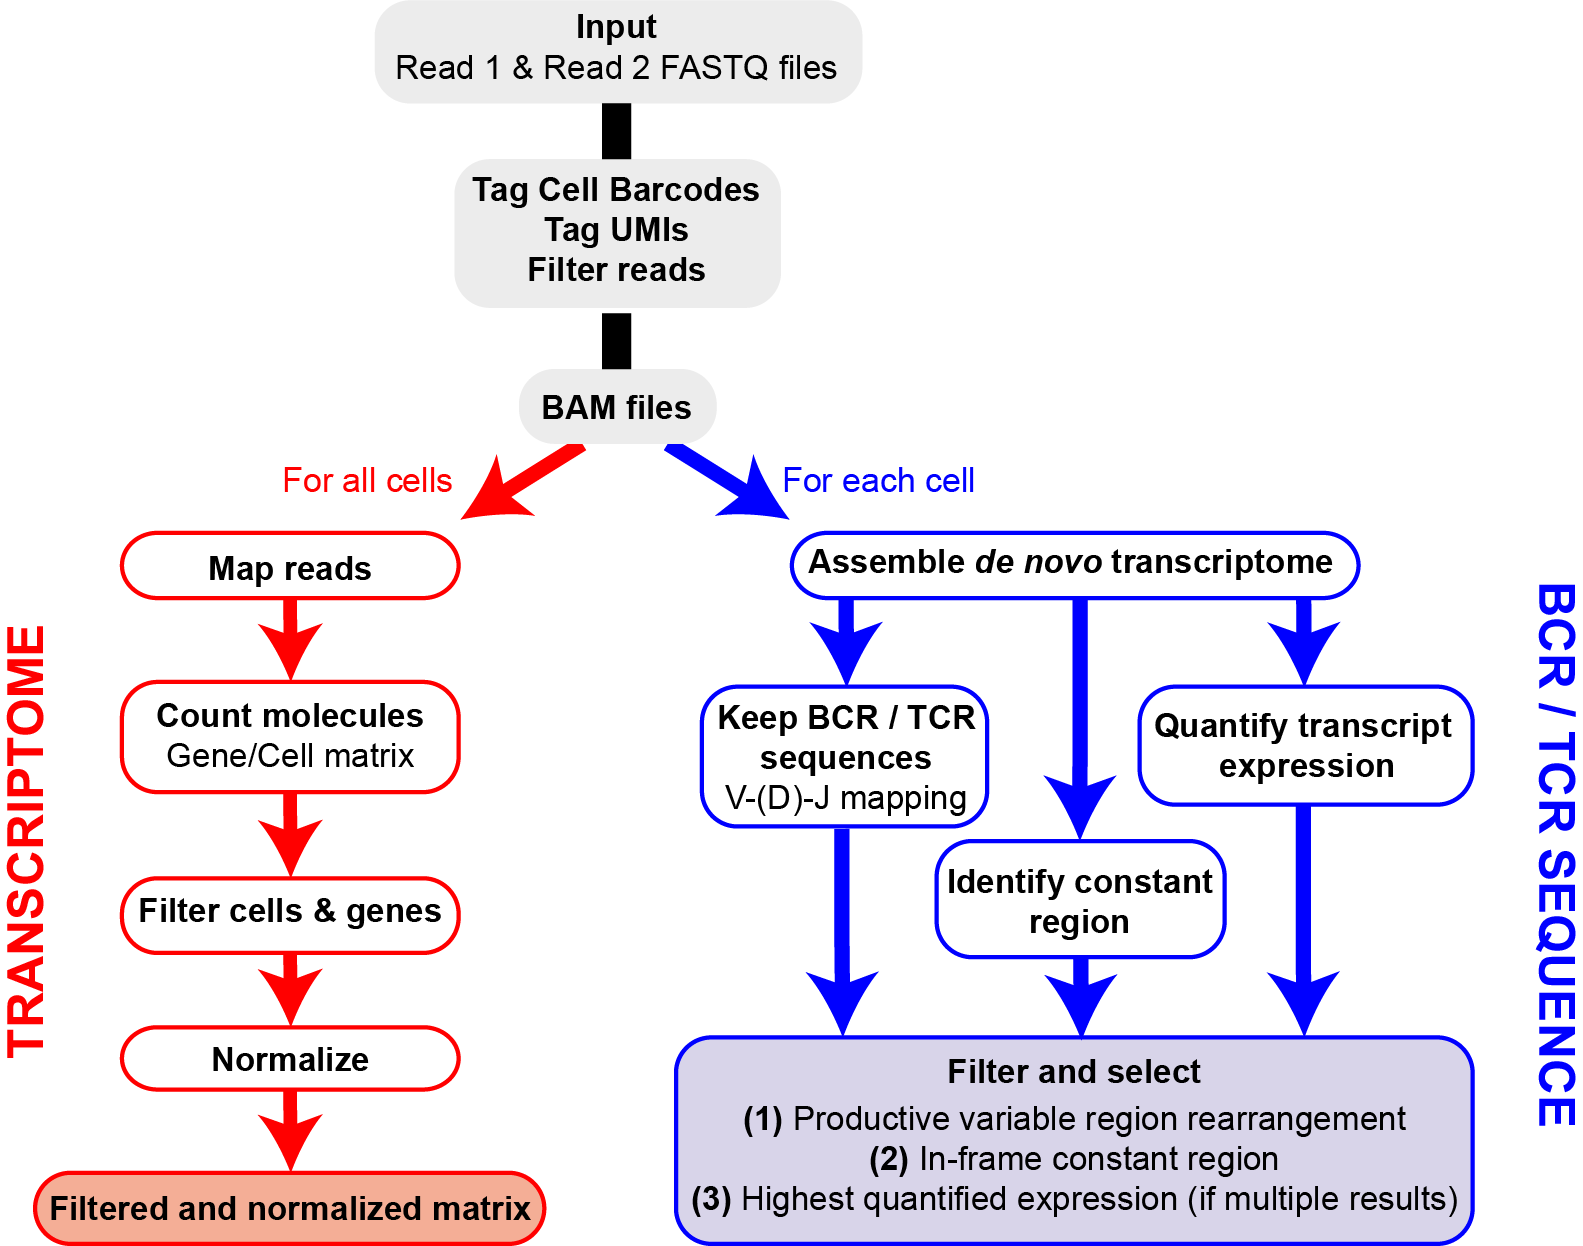 Input
Read 1 & Read 2 FASTQ files
Tag Cell Barcodes
Tag UMIs
Filter reads
BAM files
For all cells
For each cell
TRANSCRIPTOME
Map reads
Count molecules
Gene/Cell matrix
Filter cells & genes
Normalize
Filtered and normalized matrix
Assemble de novo transcriptome
Keep BCR / TCR
sequences
V-(D)-J mapping
Identify constant
region
Quantify transcript
expression
Filter and select
(1) Productive variable region rearrangement
(2) In-frame constant region
(3) Highest quantified expression (if multiple results)
BCR / TCR SEQUENCE